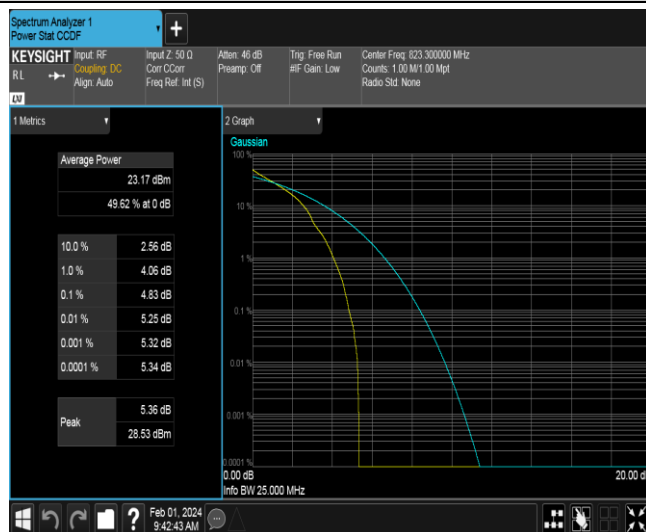 Spectrum Analyzer 1
Power Stat CCDF
+
KEYSIGHT
RL
LXI
Input: RF
Coupling: DC
Align: Auto
Input Z: 50 Ω
Corr CCorr
Freq Ref: Int (S)
Atten: 46 dB
Preamp: Off
Trig: Free Run
#IF Gain: Low
Center Freq: 823.300000 MHz
Counts: 1.00 M/1.00 Mpt
Radio Std: None
1 Metrics
Average Power
23.17 dBm
49.62 % at 0 dB
10.0 % 2.56 dB
1.0 % 4.06 dB
0.1 % 4.83 dB
0.01 % 5.25 dB
0.001 % 5.32 dB
0.0001 % 5.34 dB
Peak
5.36 dB
28.53 dBm
2 Graph
Gaussian
100 %
10 %
1 %
0.1 %
0.01 %
0.001 %
0.0001 %
0.00 dB
20.00 d
Info BW 25.000 MHz
?
Feb 01, 2024
9:42:43 AM